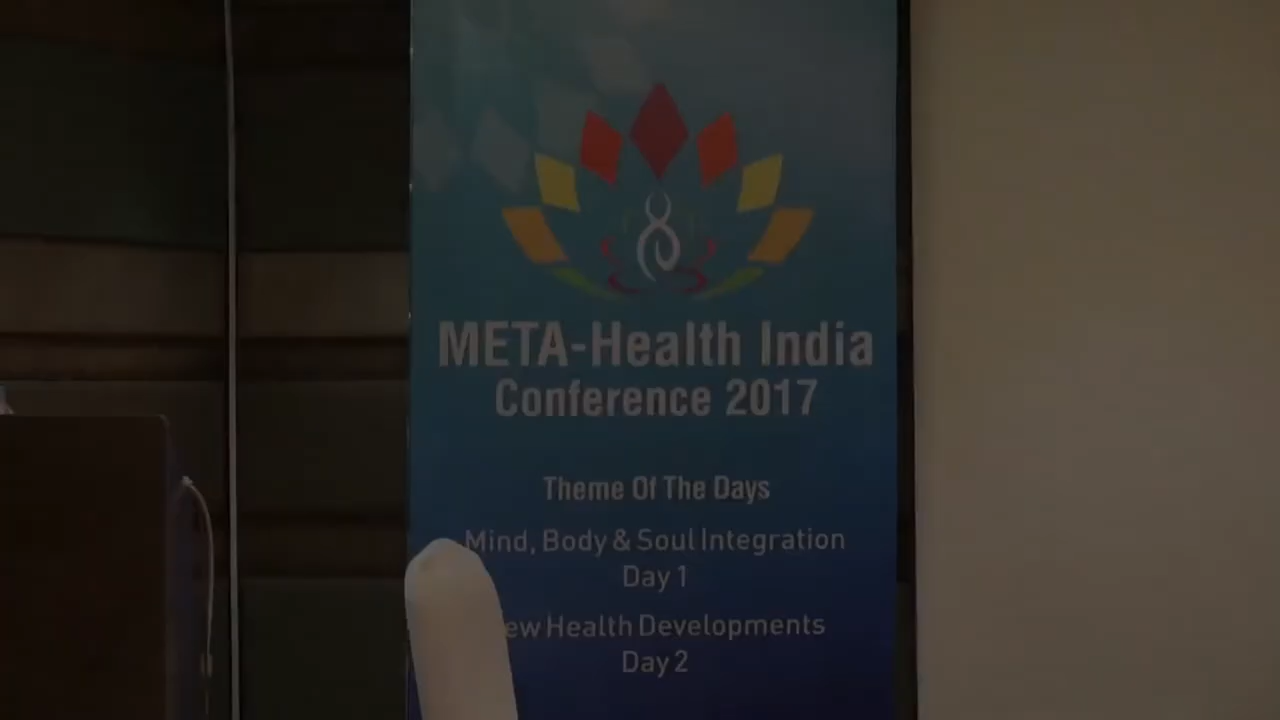 META-Health India
Conference 2017
Theme Of The Days
Mind, Body & Soul Integration
Day 1
Health Developments
Day 2